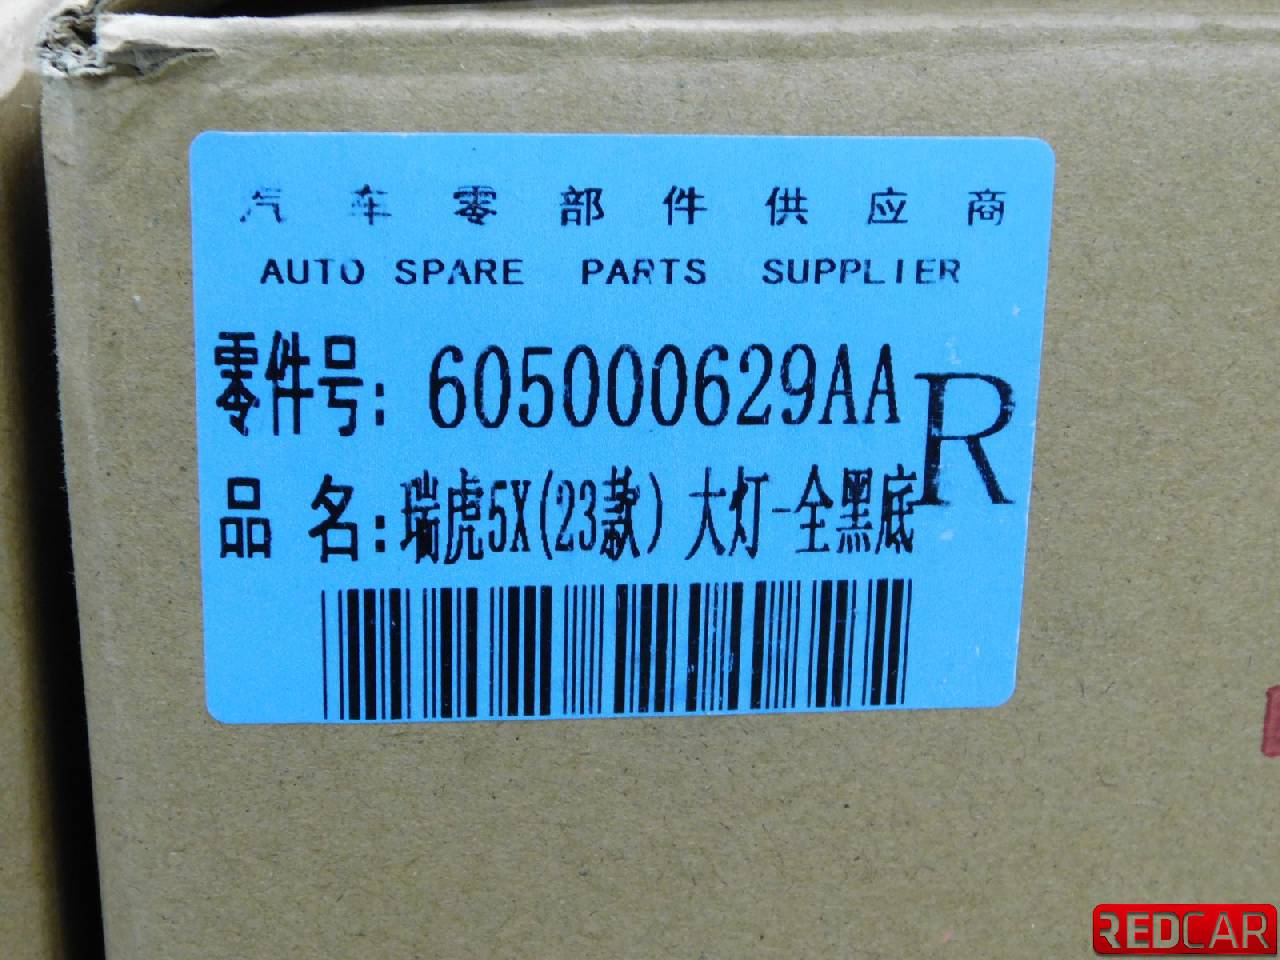 汽车零部件供应商
AUTO SPARE PARTS SUPPLIER
零件号: 605000629AA
R
品名:瑞虎5X(23款) 大灯-全黑底
REDCAR